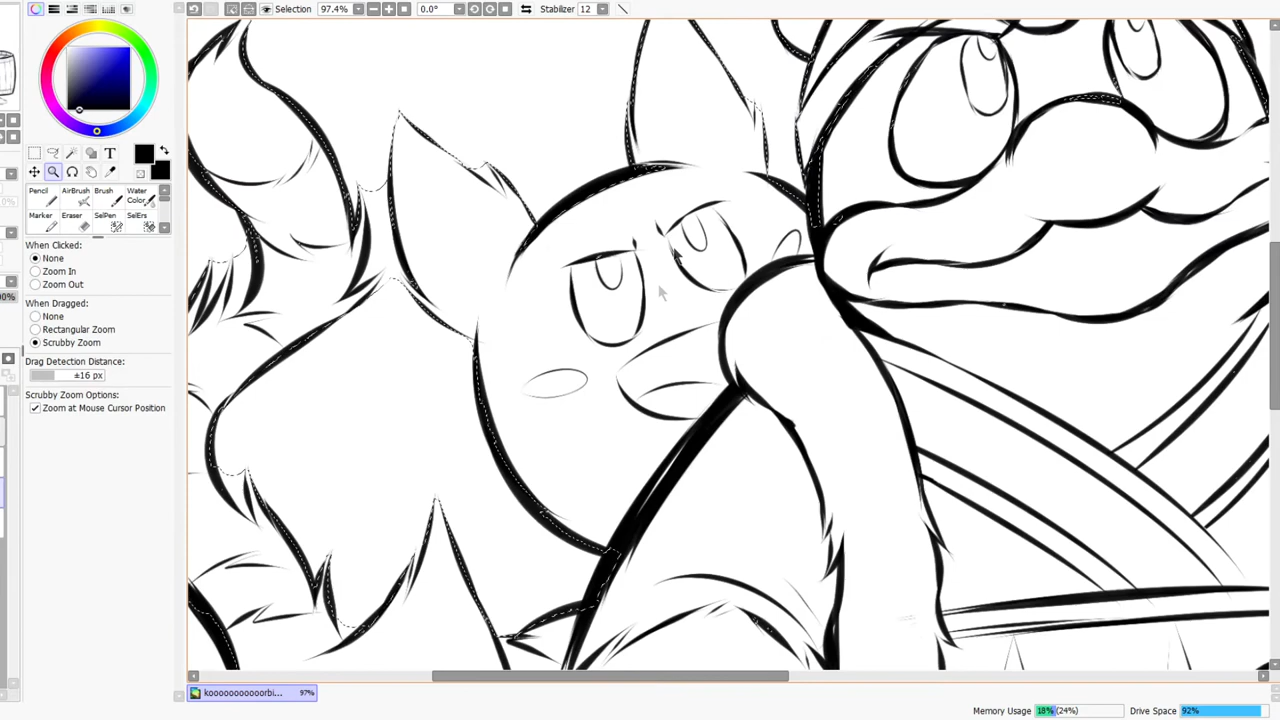 Selection 97.4% 0.0° Stabilizer 12
T
Pencil AirBrush Brush Water Color
Marker Eraser SelPen SelErs
When Clicked:
None
Zoom In
Zoom Out
When Dragged:
None
Rectangular Zoom
Scrubby Zoom
Drag Detection Distance:
±16 px
Scrubby Zoom Options:
Zoom at Mouse Cursor Position
kooooooooooorbi... 97%
Memory Usage 18% (24%) Drive Space 92%